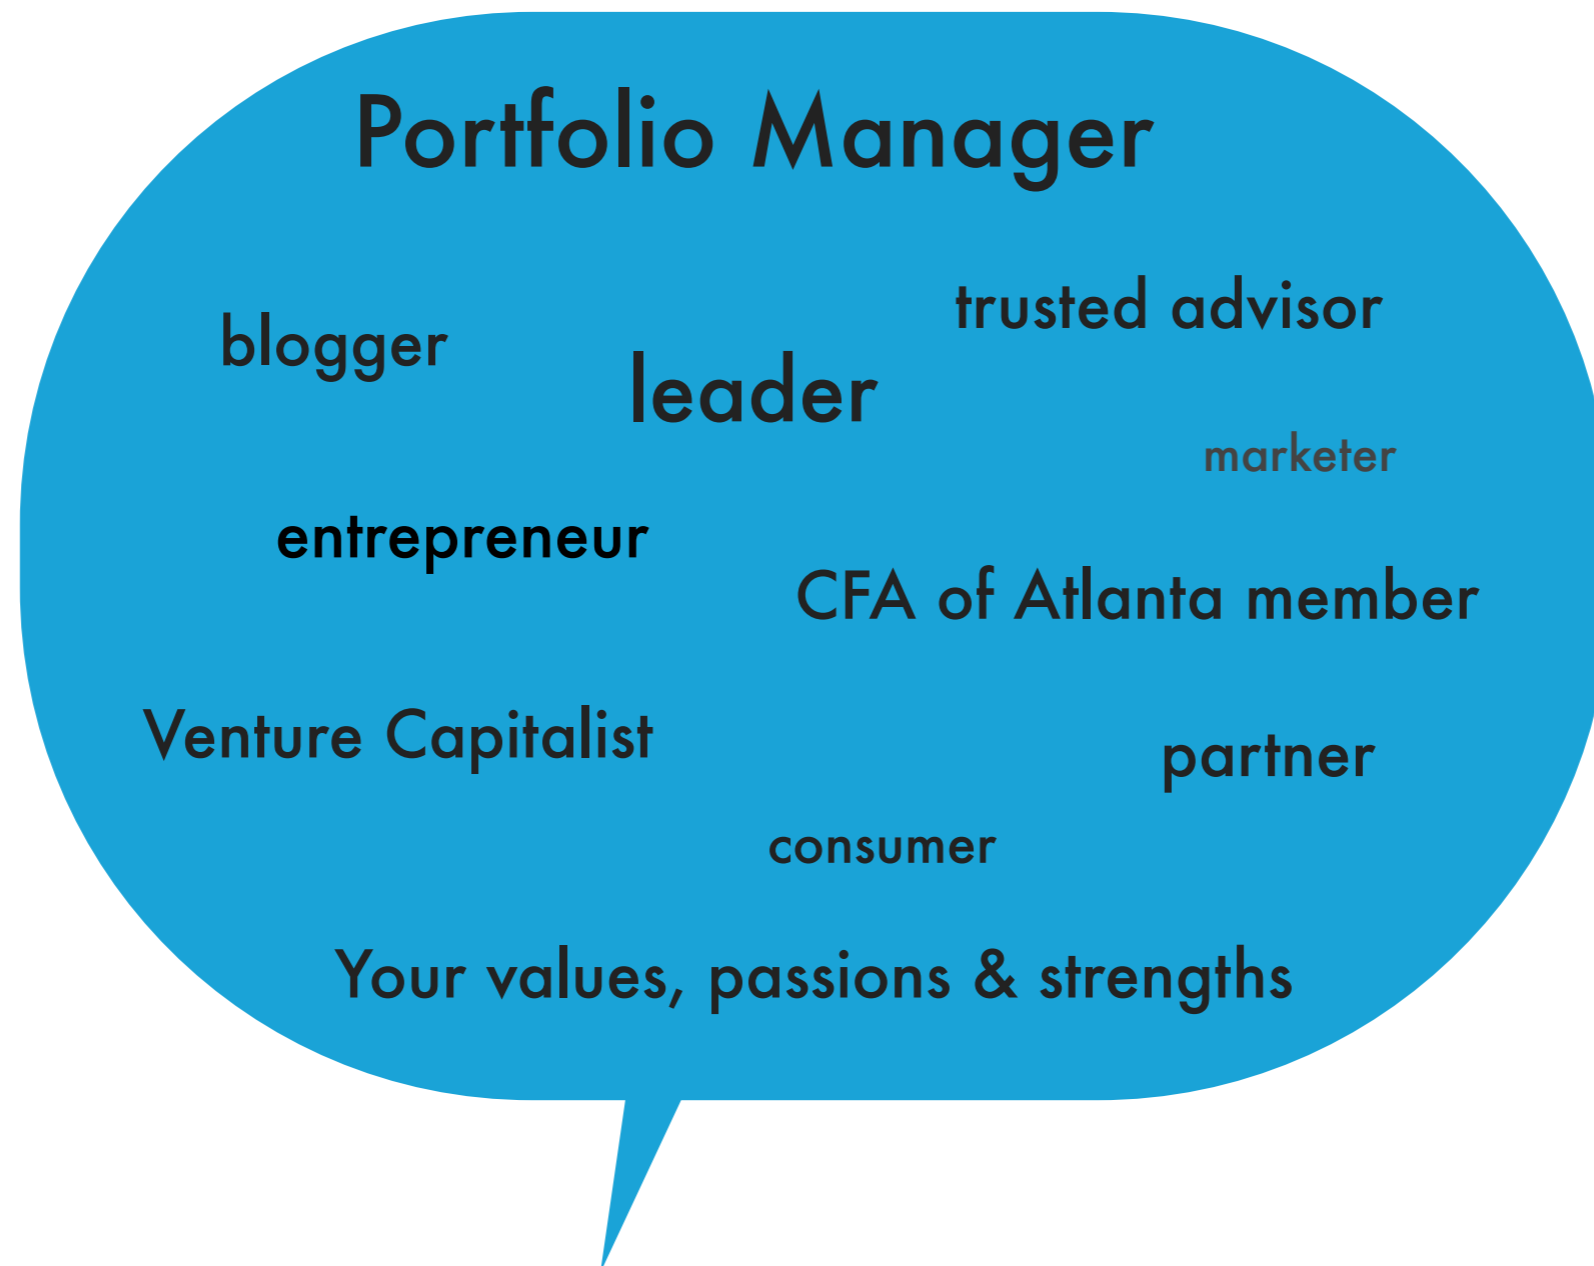 Portfolio Manager
trusted advisor
blogger
leader
marketer
entrepreneur
CFA of Atlanta member
Venture Capitalist
partner
consumer
Your values, passions & strengths